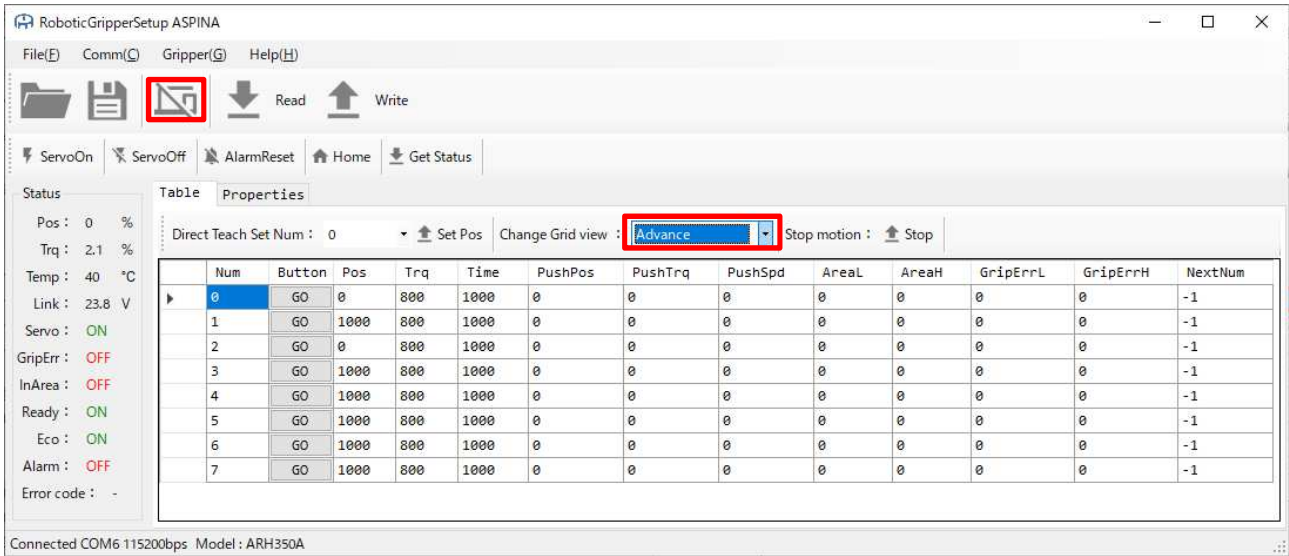 RoboticGripperSetup ASPINA
File(F) Comm(C) Gripper(G) Help(H)
Read Write
ServoOn ServoOff AlarmReset Home Get Status
Status
Pos : 0 %
Trq : 2.1 %
Temp : 40 °C
Link : 23.8 V
Servo : ON
GripErr : OFF
InArea : OFF
Ready : ON
Eco : ON
Alarm : OFF
Error code : -
Table Properties
Direct Teach Set Num : 0 Set Pos Change Grid view : Advance Stop motion : Stop
Num Button Pos Trq Time PushPos PushTrq PushSpd AreaL AreaH GripErrL GripErrH NextNum
0 GO 0 800 1000 0 0 0 0 0 0 0 -1
1 GO 1000 800 1000 0 0 0 0 0 0 0 -1
2 GO 0 800 1000 0 0 0 0 0 0 0 -1
3 GO 1000 800 1000 0 0 0 0 0 0 0 -1
4 GO 1000 800 1000 0 0 0 0 0 0 0 -1
5 GO 1000 800 1000 0 0 0 0 0 0 0 -1
6 GO 1000 800 1000 0 0 0 0 0 0 0 -1
7 GO 1000 800 1000 0 0 0 0 0 0 0 -1
Connected COM6 115200bps Model : ARH350A